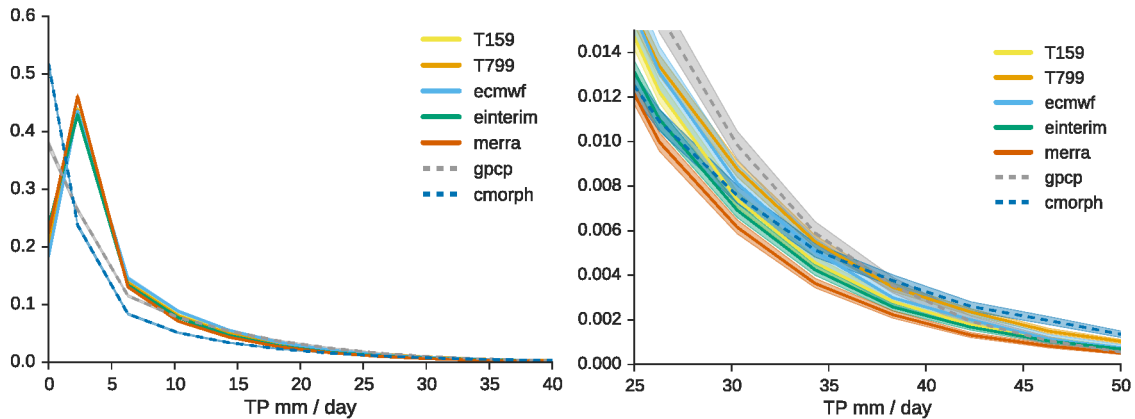 0.6
0.5
0.4
0.3
0.2
0.1
0.0
0 5 10 15 20 25 30 35 40
TP mm / day
T159
T799
ecmwf
einterim
merra
gpcp
cmorph
0.014
0.012
0.010
0.008
0.006
0.004
0.002
0.000
25 30 35 40 45 50
TP mm / day
T159
T799
ecmwf
einterim
merra
gpcp
cmorph